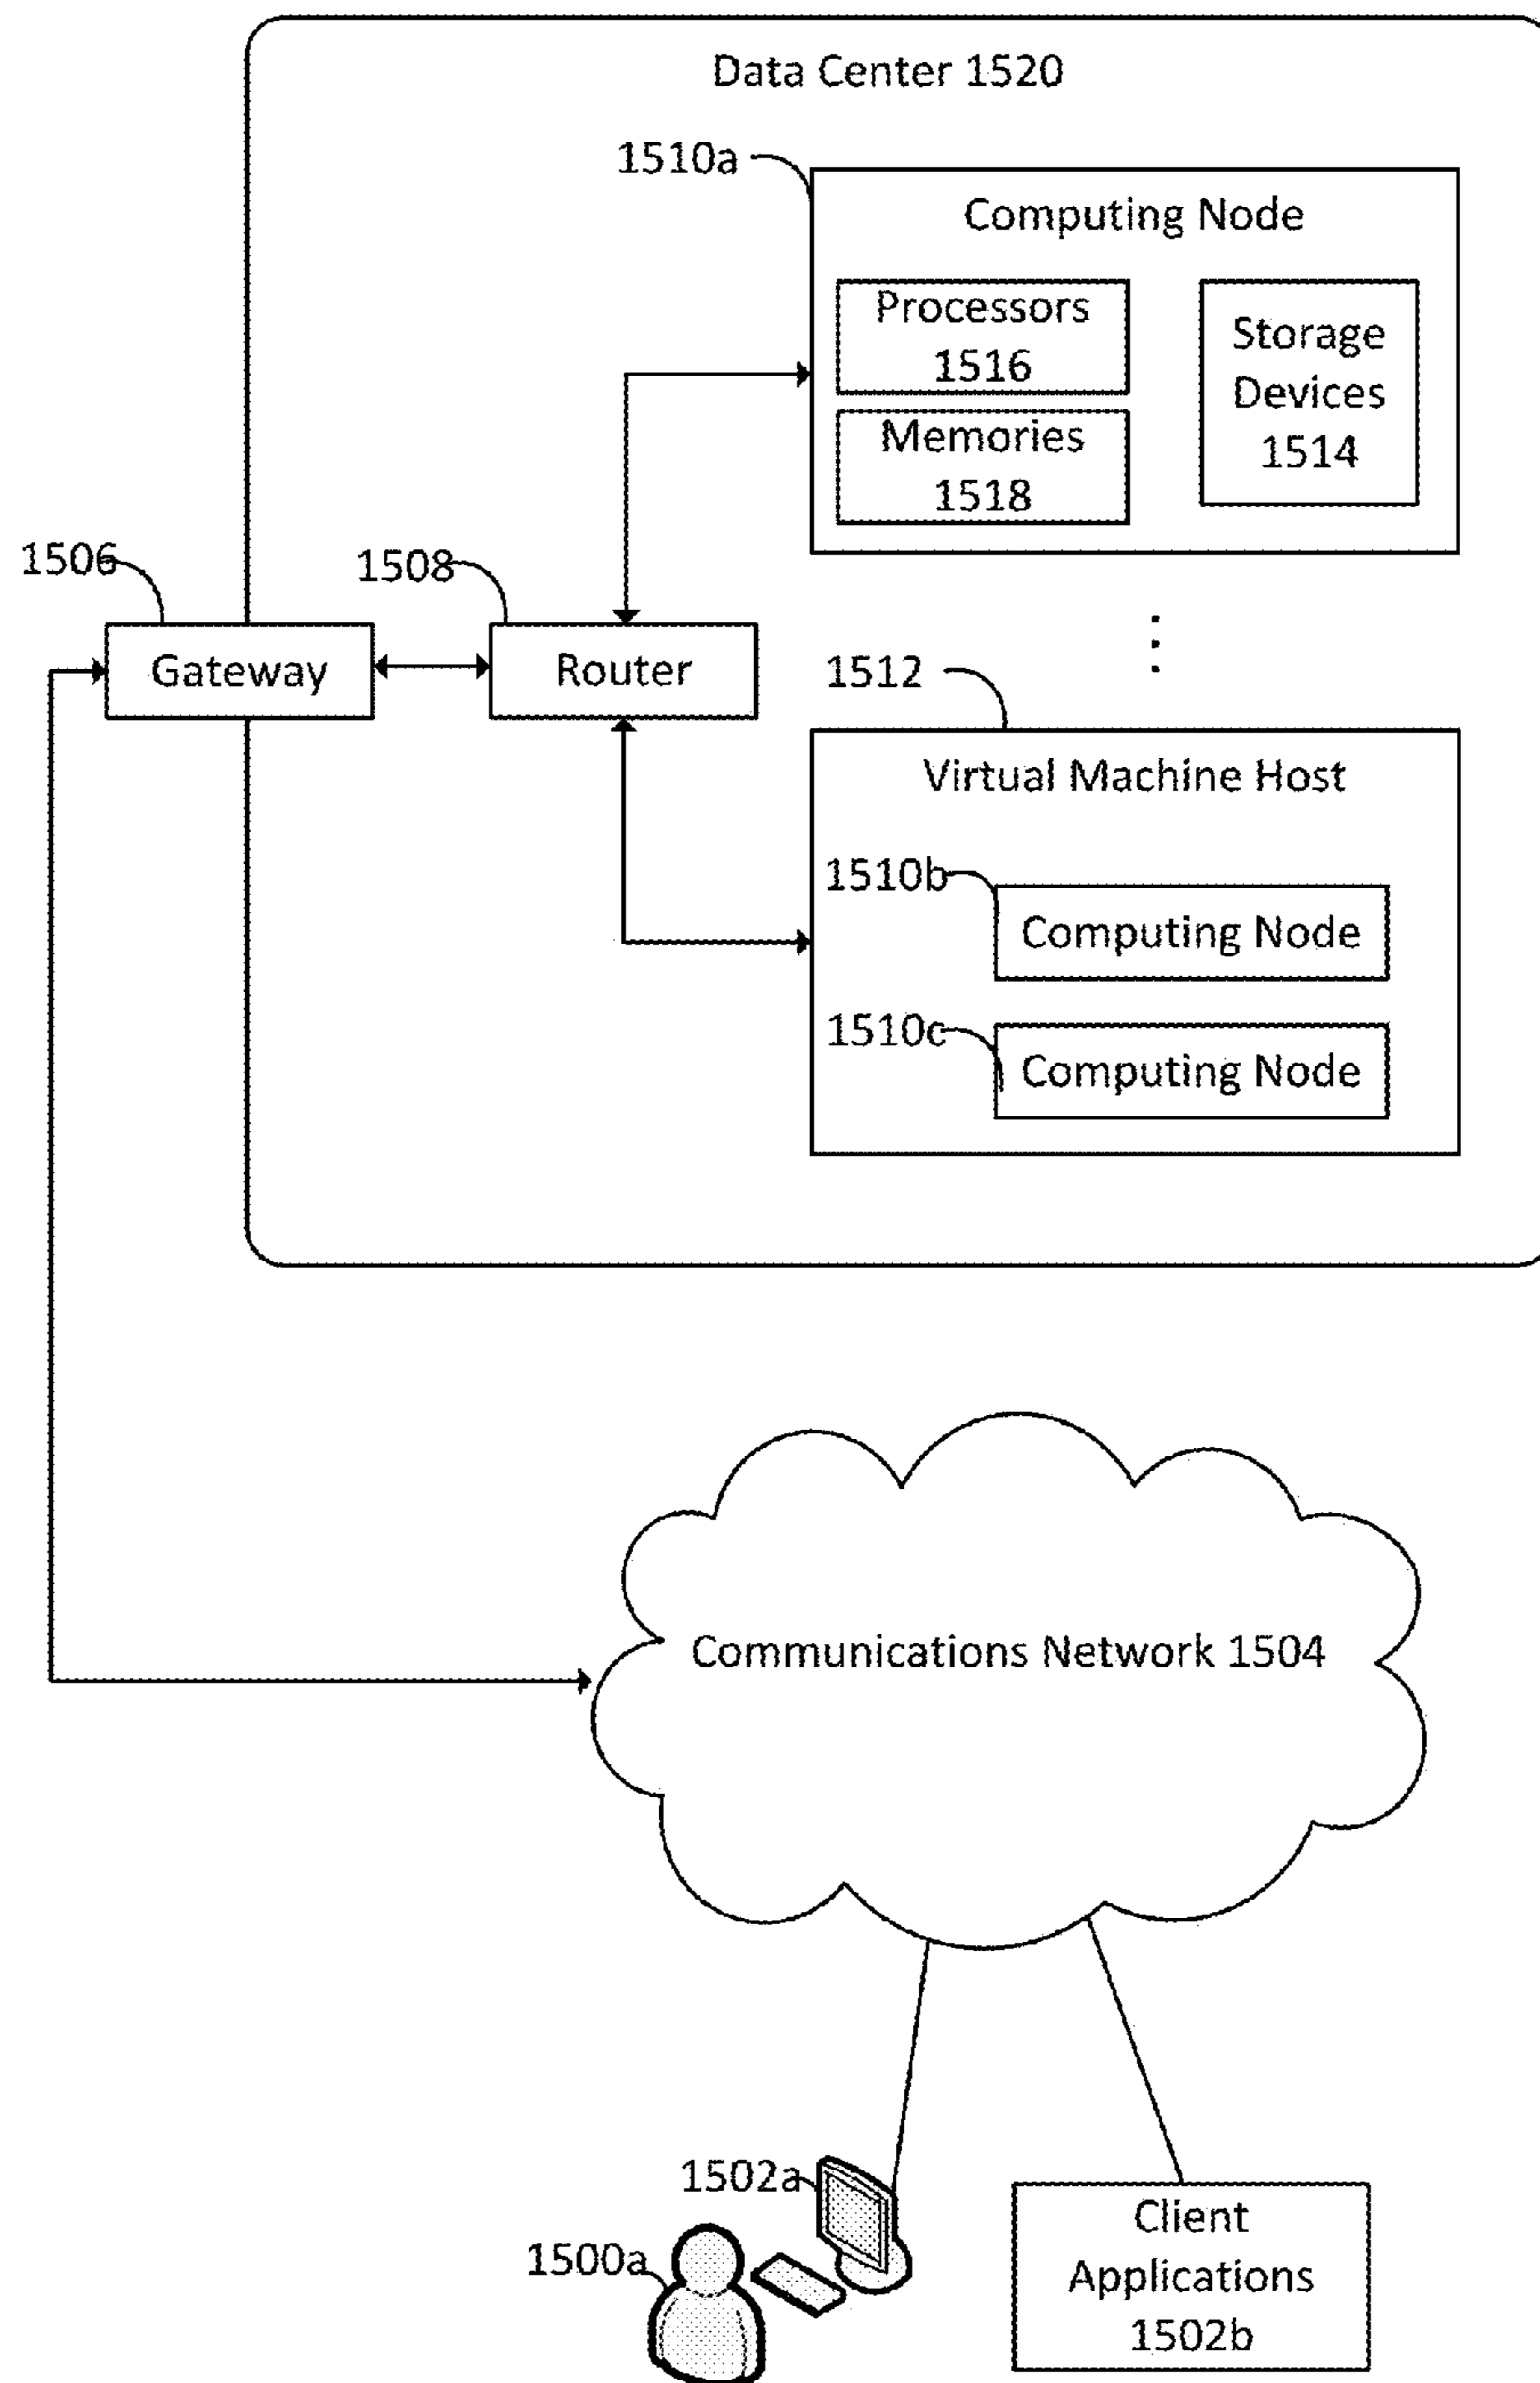 Data Center 1520
1510a
Computing Node
Processors
1516
Storage
Devices
1514
Memories
1518
1506
1508
Gateway
Router
1512
Virtual Machine Host
1510b
Computing Node
1510c
Computing Node
Communications Network 1504
1502a
1500a
Client
Applications
1502b